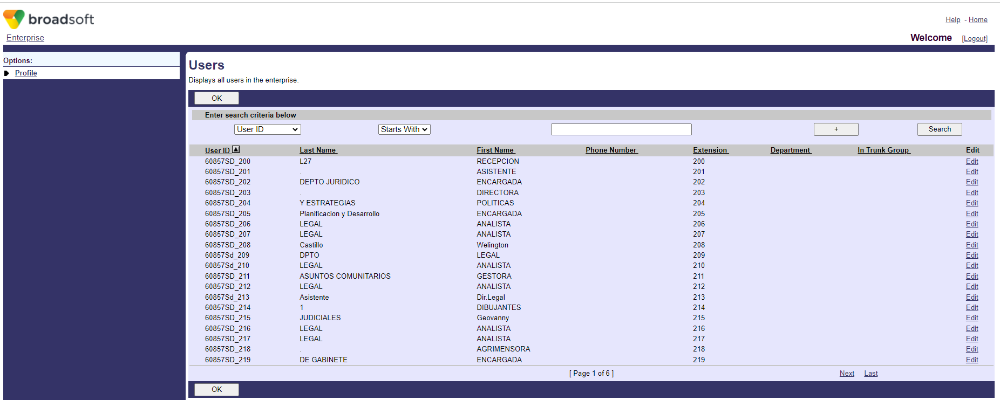 broadsoft
Help - Home
Enterprise
Welcome [Logout]
Options:
Profile
Users
Displays all users in the enterprise.
OK
Enter search criteria below
User ID Starts With + Search
User ID Last Name First Name Phone Number Extension Department In Trunk Group Edit
60857SD_200 L27 RECEPCION 200 Edit
60857SD_201 . ASISTENTE 201 Edit
60857SD_202 DEPTO JURIDICO ENCARGADA 202 Edit
60857SD_203 . DIRECTORA 203 Edit
60857SD_204 Y ESTRATEGIAS POLITICAS 204 Edit
60857SD_205 Planificacion y Desarrollo ENCARGADA 205 Edit
60857SD_206 LEGAL ANALISTA 206 Edit
60857SD_207 LEGAL ANALISTA 207 Edit
60857SD_208 Castillo Welington 208 Edit
60857Sd_209 DPTO LEGAL 209 Edit
60857Sd_210 LEGAL ANALISTA 210 Edit
60857SD_211 ASUNTOS COMUNITARIOS GESTORA 211 Edit
60857SD_212 LEGAL ANALISTA 212 Edit
60857Sd_213 Asistente Dir.Legal 213 Edit
60857SD_214 1 DIBUJANTES 214 Edit
60857SD_215 JUDICIALES Geovanny 215 Edit
60857SD_216 LEGAL ANALISTA 216 Edit
60857SD_217 LEGAL ANALISTA 217 Edit
60857SD_218 . AGRIMENSORA 218 Edit
60857SD_219 DE GABINETE ENCARGADA 219 Edit
[ Page 1 of 6 ] Next Last
OK